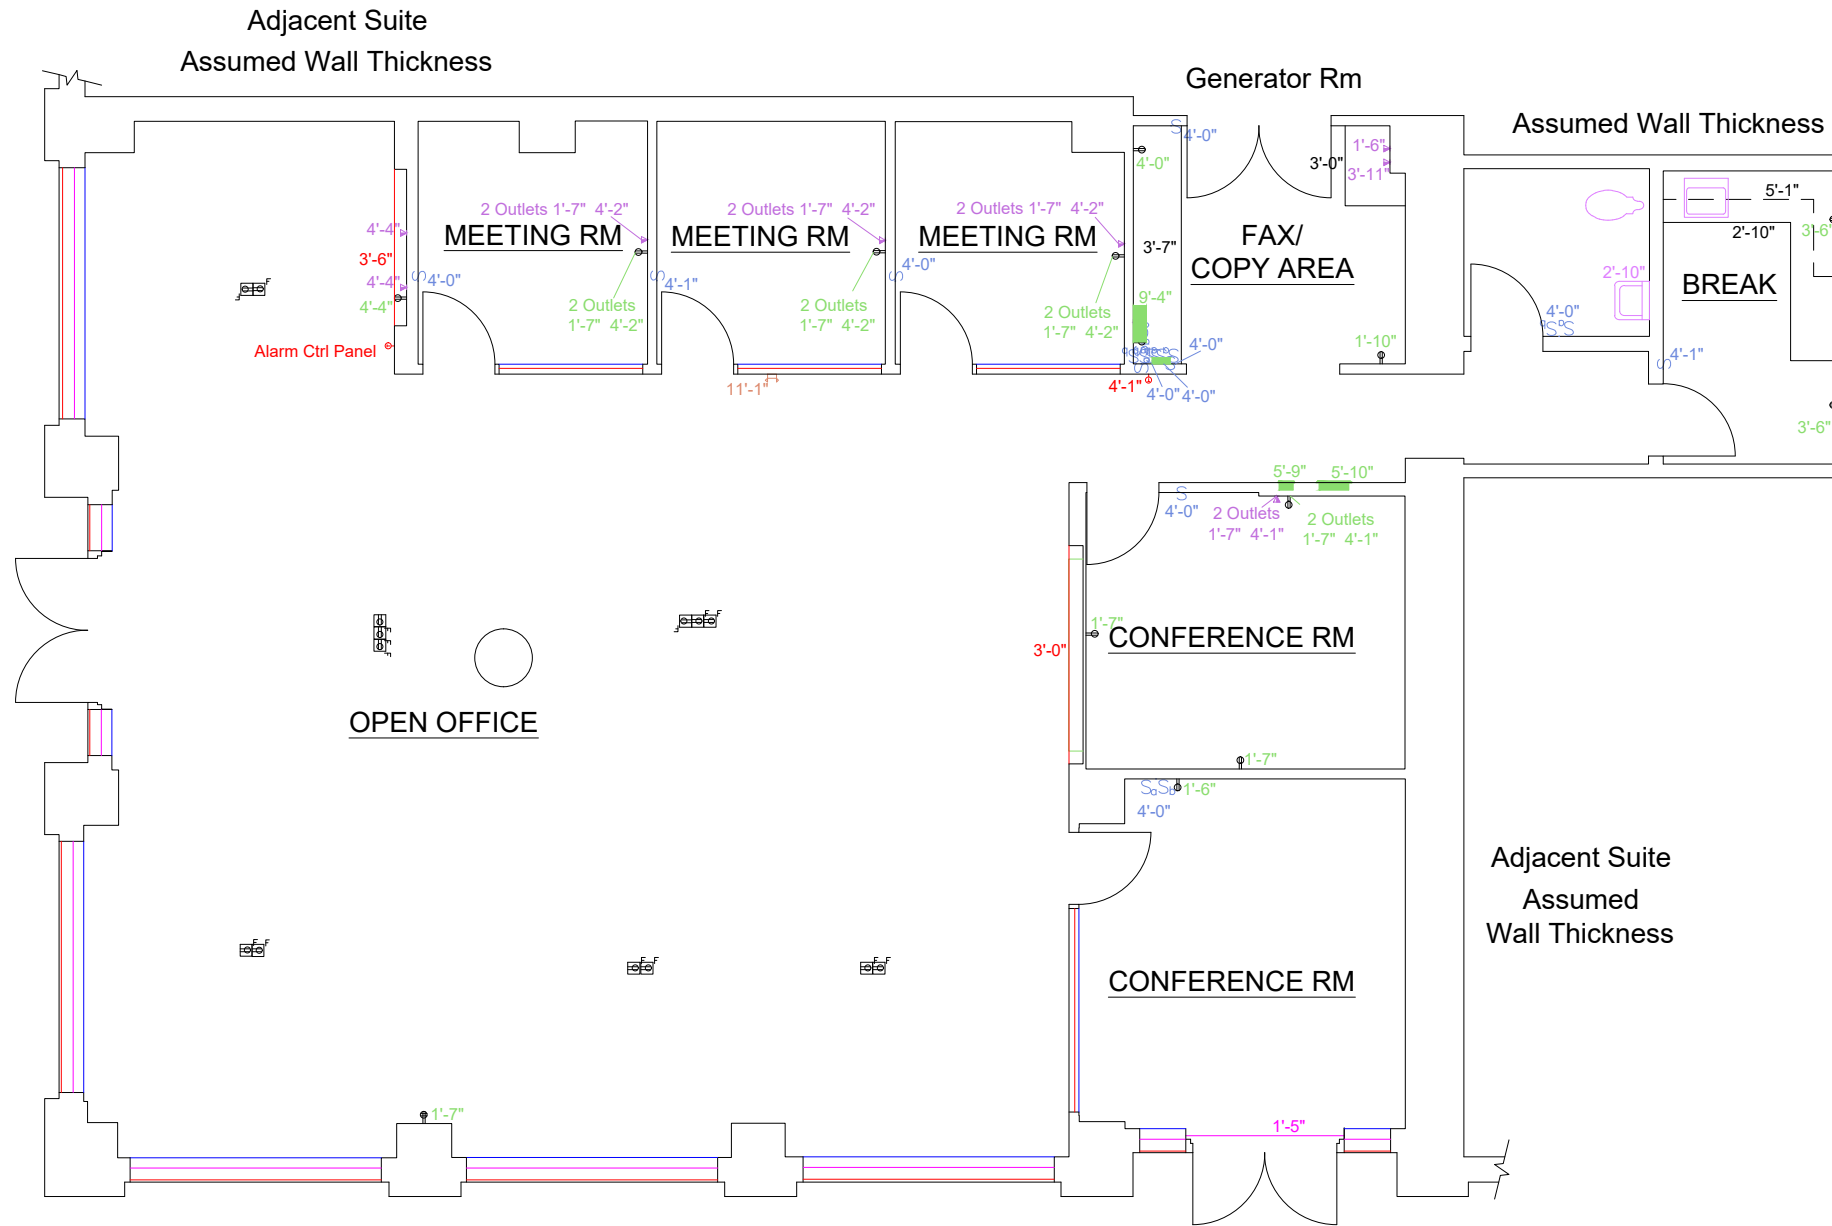 Adjacent Suite
Assumed Wall Thickness
Generator Rm
Assumed Wall Thickness
S 4'-0"
4'-0"
3'-0"
1'-6"
3'-11"
5'-1"
2'-10"
3'-6"
2 Outlets 1'-7" 4'-2"
MEETING RM
2 Outlets 1'-7" 4'-2"
MEETING RM
2 Outlets 1'-7" 4'-2"
MEETING RM
3'-7"
FAX/
COPY AREA
4'-4"
3'-6"
4'-4"
4'-4"
Alarm Ctrl Panel
S 4'-0"
S 4'-1"
S 4'-0"
2 Outlets
1'-7" 4'-2"
2 Outlets
1'-7" 4'-2"
2 Outlets
1'-7" 4'-2"
9'-4"
4'-0"
4'-0" 4'-0"
4'-1"
11'-1"
1'-10"
2'-10"
4'-0"
S S
BREAK
S 4'-1"
3'-6"
5'-9" 5'-10"
S
4'-0"
2 Outlets
1'-7" 4'-1"
2 Outlets
1'-7" 4'-1"
1'-7"
CONFERENCE RM
3'-0"
1'-7"
OPEN OFFICE
S S
1'-6"
4'-0"
CONFERENCE RM
Adjacent Suite
Assumed
Wall Thickness
1'-7"
1'-5"
F
F F
F F
F F
F F